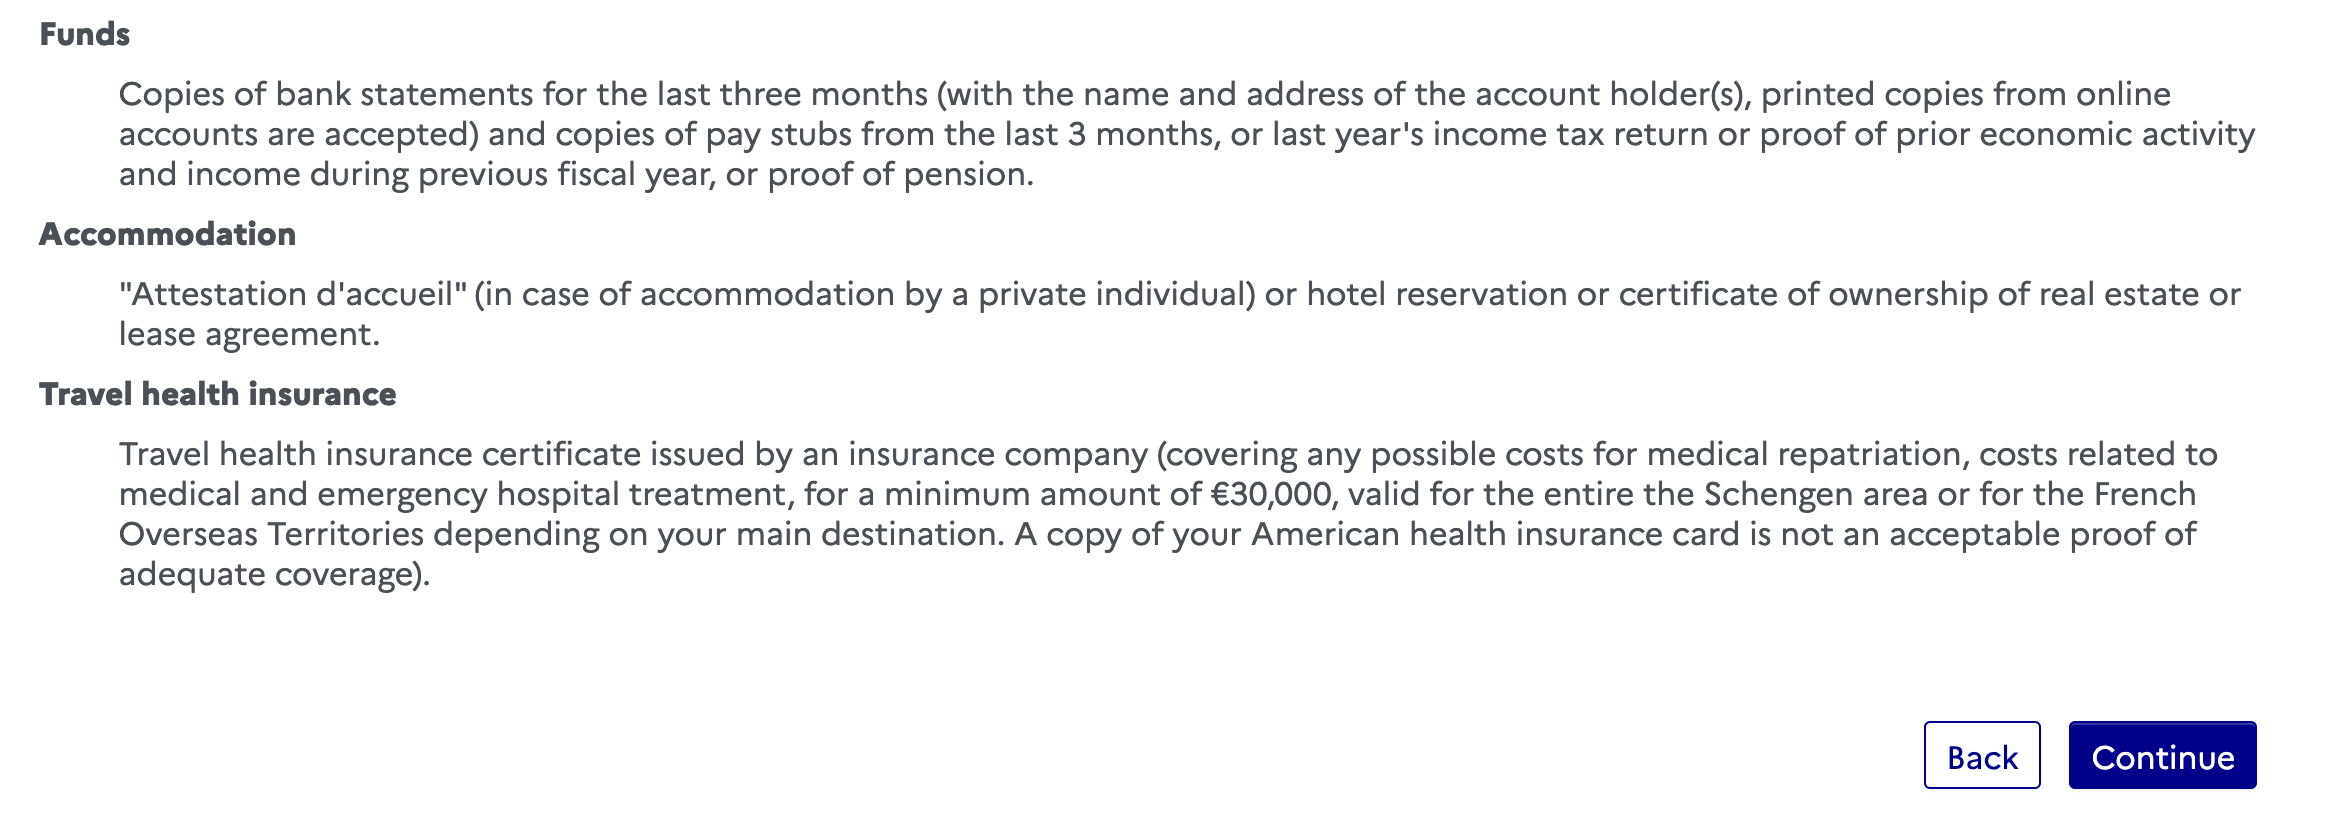 Funds
Copies of bank statements for the last three months (with the name and address of the account holder(s), printed copies from online
accounts are accepted) and copies of pay stubs from the last 3 months, or last year's income tax return or proof of prior economic activity
and income during previous fiscal year, or proof of pension.
Accommodation
"Attestation d'accueil" (in case of accommodation by a private individual) or hotel reservation or certificate of ownership of real estate or
lease agreement.
Travel health insurance
Travel health insurance certificate issued by an insurance company (covering any possible costs for medical repatriation, costs related to
medical and emergency hospital treatment, for a minimum amount of €30,000, valid for the entire the Schengen area or for the French
Overseas Territories depending on your main destination. A copy of your American health insurance card is not an acceptable proof of
adequate coverage).
Back Continue